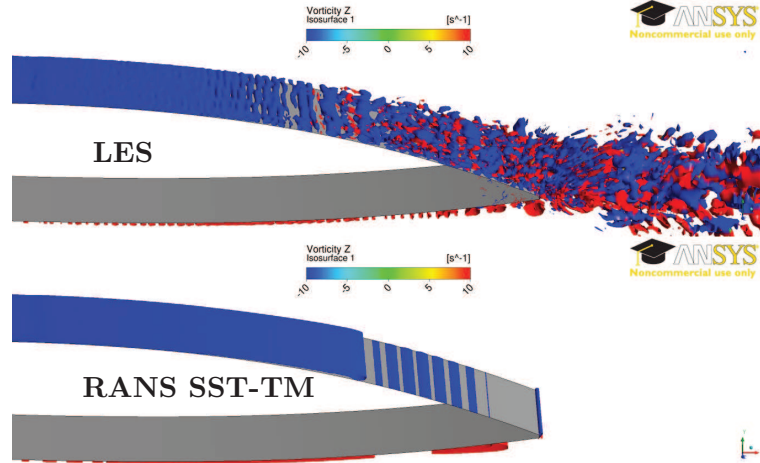 Vorticity Z
Isosurface 1 [s^-1]
-10 -5 0 5 10
ANSYS
Noncommercial use only
LES
Vorticity Z
Isosurface 1 [s^-1]
-10 -5 0 5 10
ANSYS
Noncommercial use only
RANS SST-TM